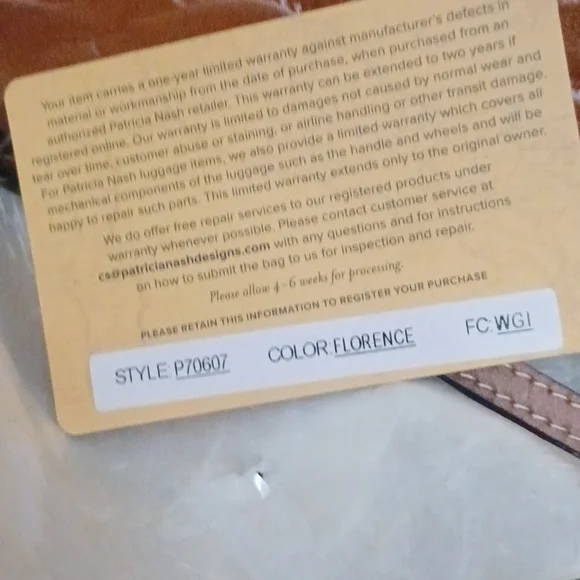 Your item carries a one-year limited warranty against manufacturer's defects in
material or workmanship from the date of purchase, when purchased from an
authorized Patricia Nash retailer. This warranty can be extended to two years if
registered online. Our warranty is limited to damages not caused by normal wear and
tear over time, customer abuse or staining, or airline handling or other transit damage.
For Patricia Nash luggage items, we also provide a limited warranty which covers all
mechanical components of the luggage such as the handle and wheels and will be
happy to repair such parts. This limited warranty extends only to the original owner.
We do offer free repair services to our registered products under
warranty whenever possible. Please contact customer service at
cs@patricianashdesigns.com with any questions and for instructions
on how to submit the bag to us for inspection and repair.
Please allow 4-6 weeks for processing.
PLEASE RETAIN THIS INFORMATION TO REGISTER YOUR PURCHASE
STYLE: P70607 COLOR: FLORENCE FC: WGI